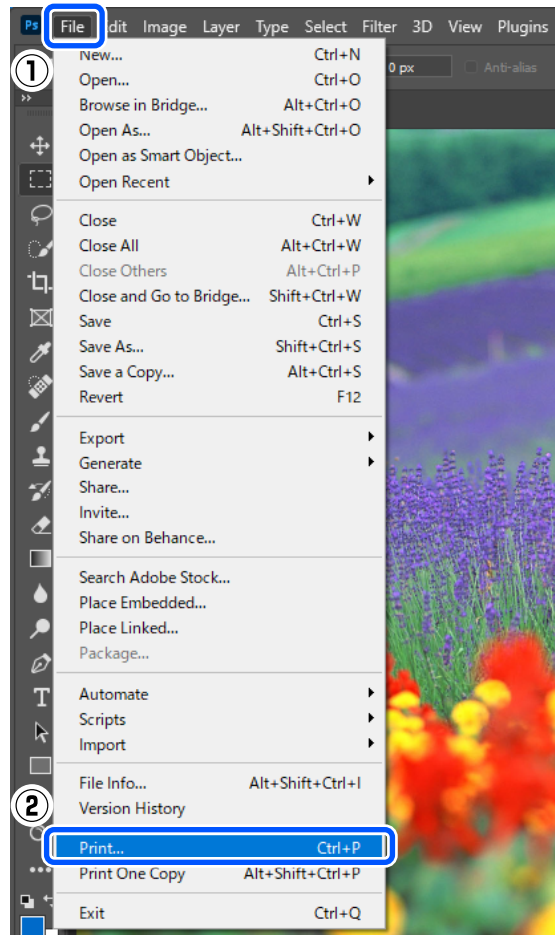 Ps File Edit Image Layer Type Select Filter 3D View Plugins
①
0 px Anti-alias
New... Ctrl+N
Open... Ctrl+O
Browse in Bridge... Alt+Ctrl+O
Open As... Alt+Shift+Ctrl+O
Open as Smart Object...
Open Recent
Close Ctrl+W
Close All Alt+Ctrl+W
Close Others Alt+Ctrl+P
Close and Go to Bridge... Shift+Ctrl+W
Save Ctrl+S
Save As... Shift+Ctrl+S
Save a Copy... Alt+Ctrl+S
Revert F12
Export
Generate
Share...
Invite...
Share on Behance...
Search Adobe Stock...
Place Embedded...
Place Linked...
Package...
Automate
Scripts
Import
File Info... Alt+Shift+Ctrl+I
Version History
②
Print... Ctrl+P
Print One Copy Alt+Shift+Ctrl+P
Exit Ctrl+Q